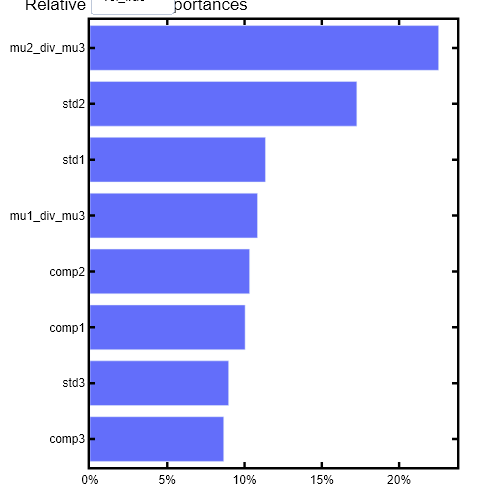 Relative portances
mu2_div_mu3
std2
std1
mu1_div_mu3
comp2
comp1
std3
comp3
0% 5% 10% 15% 20%